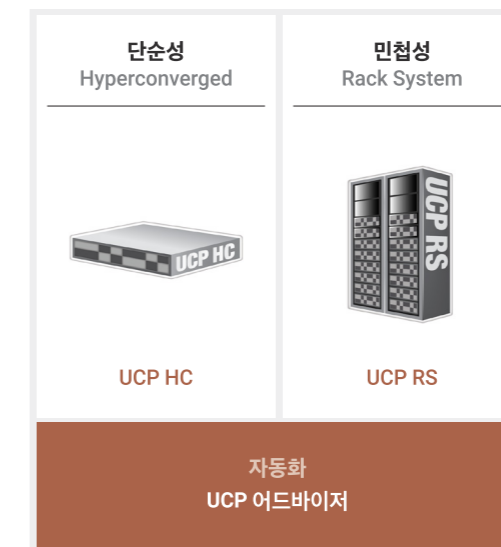 단순성
Hyperconverged
UCP HC
UCP HC
민첩성
Rack System
UCP RS
UCP RS
자동화
UCP 어드바이저